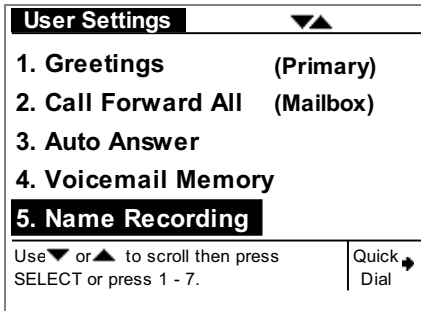 User Settings ▼▲
1. Greetings (Primary)
2. Call Forward All (Mailbox)
3. Auto Answer
4. Voicemail Memory
5. Name Recording
Use▼ or▲ to scroll then press
SELECT or press 1 - 7.
Quick
Dial